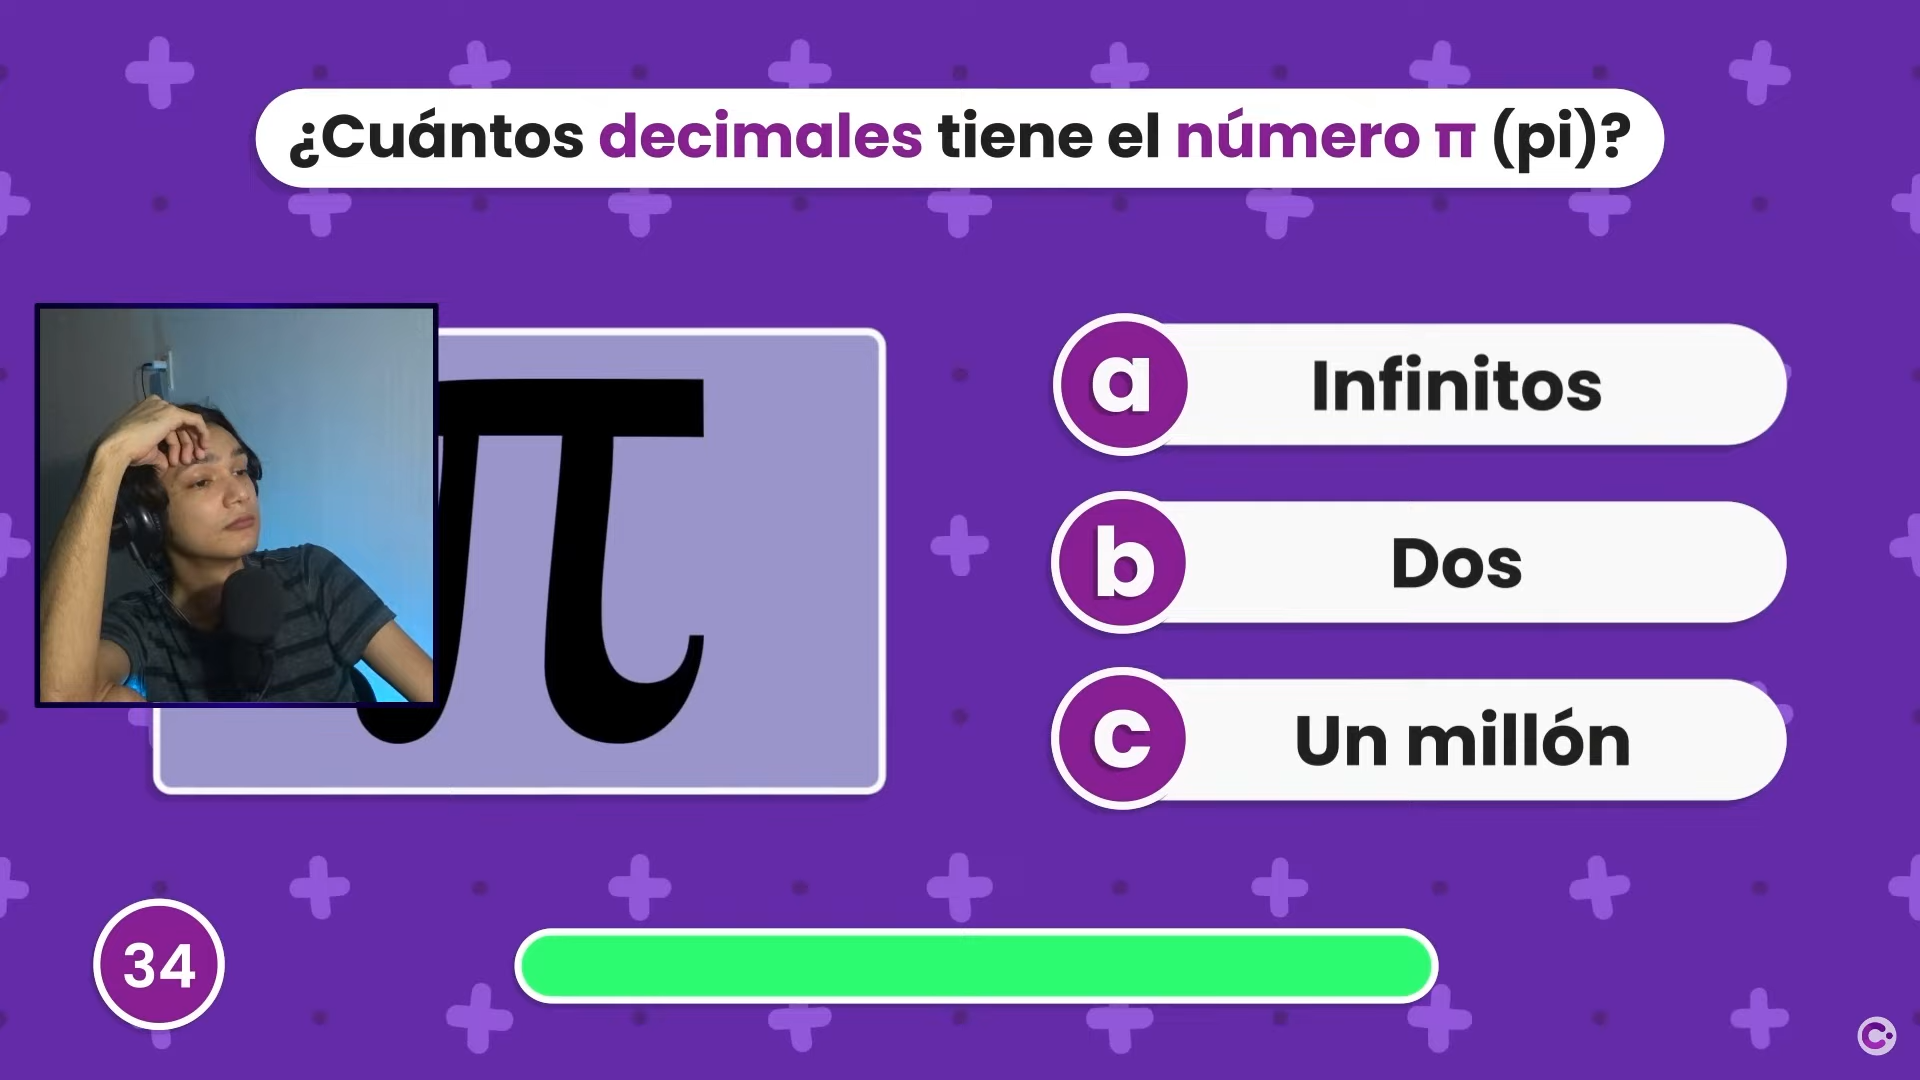 ¿Cuántos decimales tiene el número π (pi)?
π
a Infinitos
b Dos
c Un millón
34